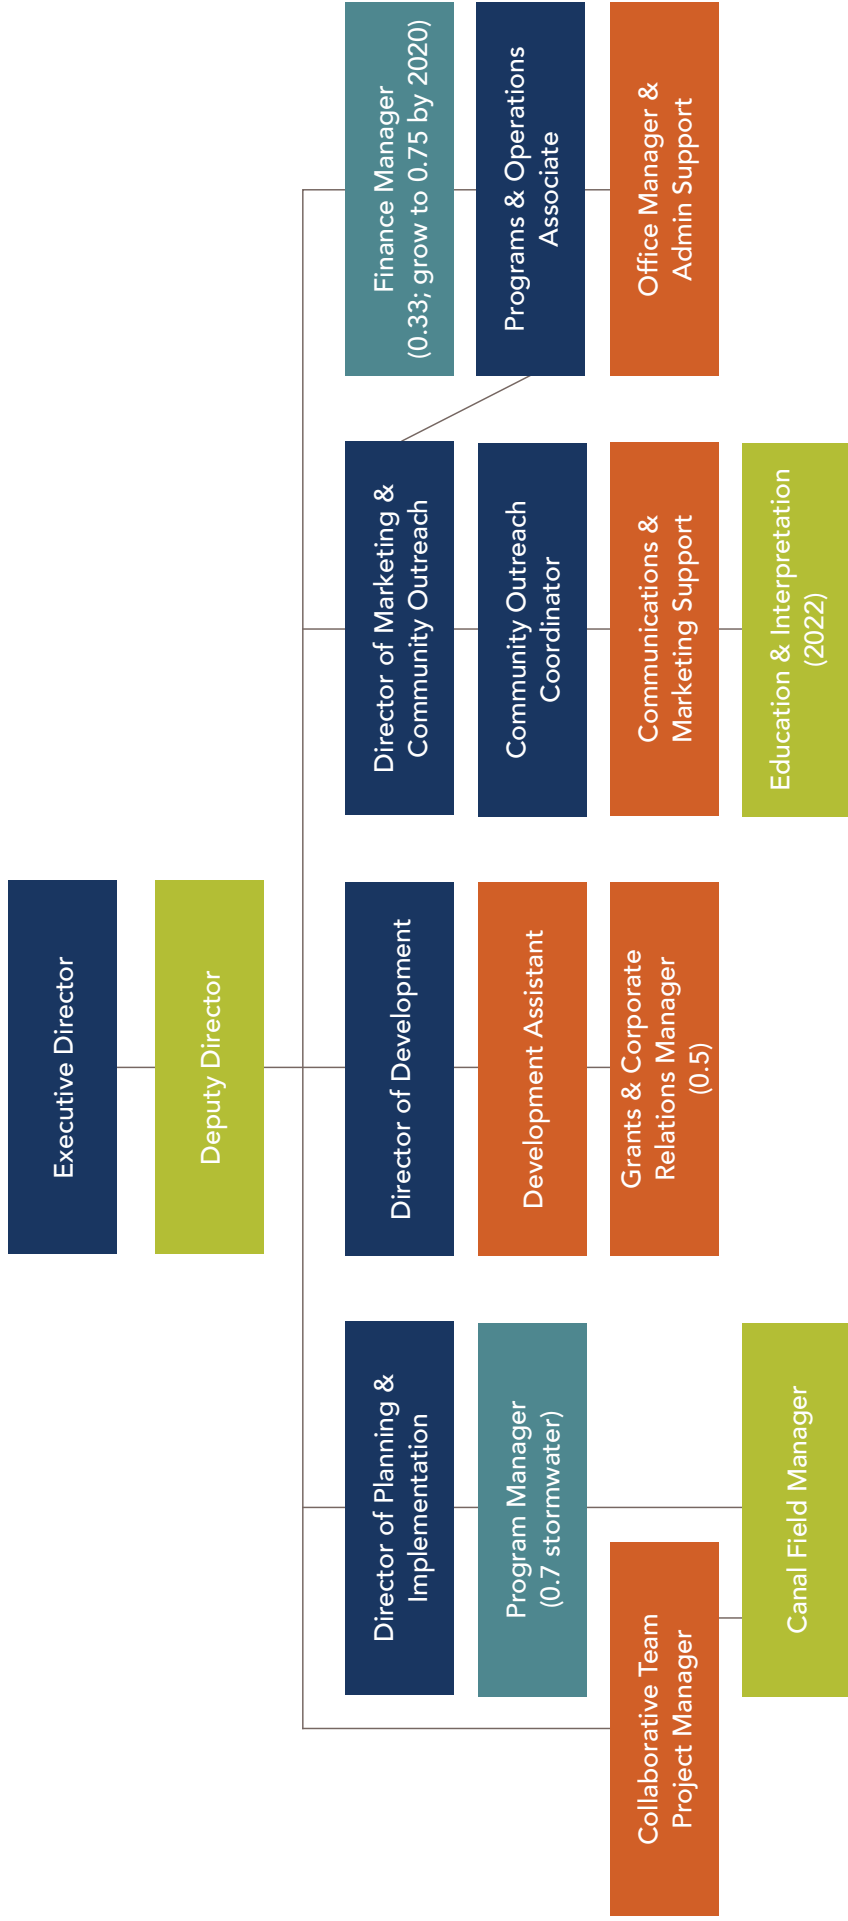 Executive Director
Deputy Director
Collaborative Team
Project Manager
Director of Planning &
Implementation
Program Manager
(0.7 stormwater)
Canal Field Manager
Director of Development
Development Assistant
Grants & Corporate
Relations Manager
(0.5)
Director of Marketing &
Community Outreach
Community Outreach
Coordinator
Communications &
Marketing Support
Education & Interpretation
(2022)
Finance Manager
(0.33; grow to 0.75 by 2020)
Programs & Operations
Associate
Office Manager &
Admin Support